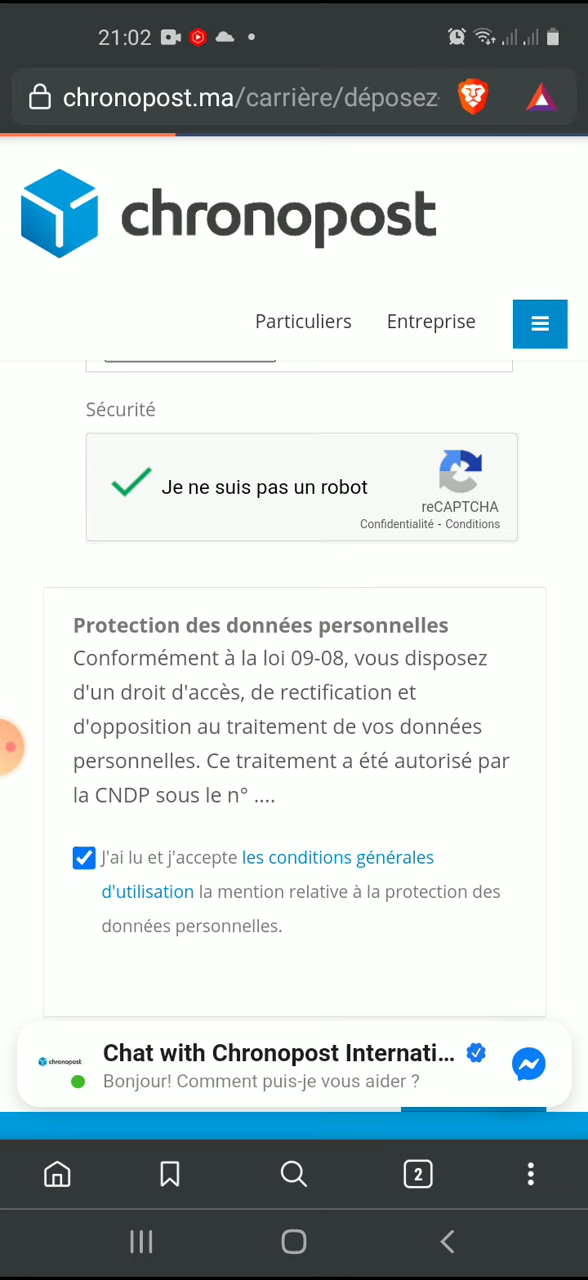 21:02
chronopost.ma/carrière/déposez
chronopost
Particuliers Entreprise
Sécurité
Je ne suis pas un robot
reCAPTCHA
Confidentialité - Conditions
Protection des données personnelles
Conformément à la loi 09-08, vous disposez
d'un droit d'accès, de rectification et
d'opposition au traitement de vos données
personnelles. Ce traitement a été autorisé par
la CNDP sous le n° ....
J'ai lu et j'accepte les conditions générales
d'utilisation la mention relative à la protection des
données personnelles.
chronopost
Chat with Chronopost Internati...
Bonjour! Comment puis-je vous aider ?
2